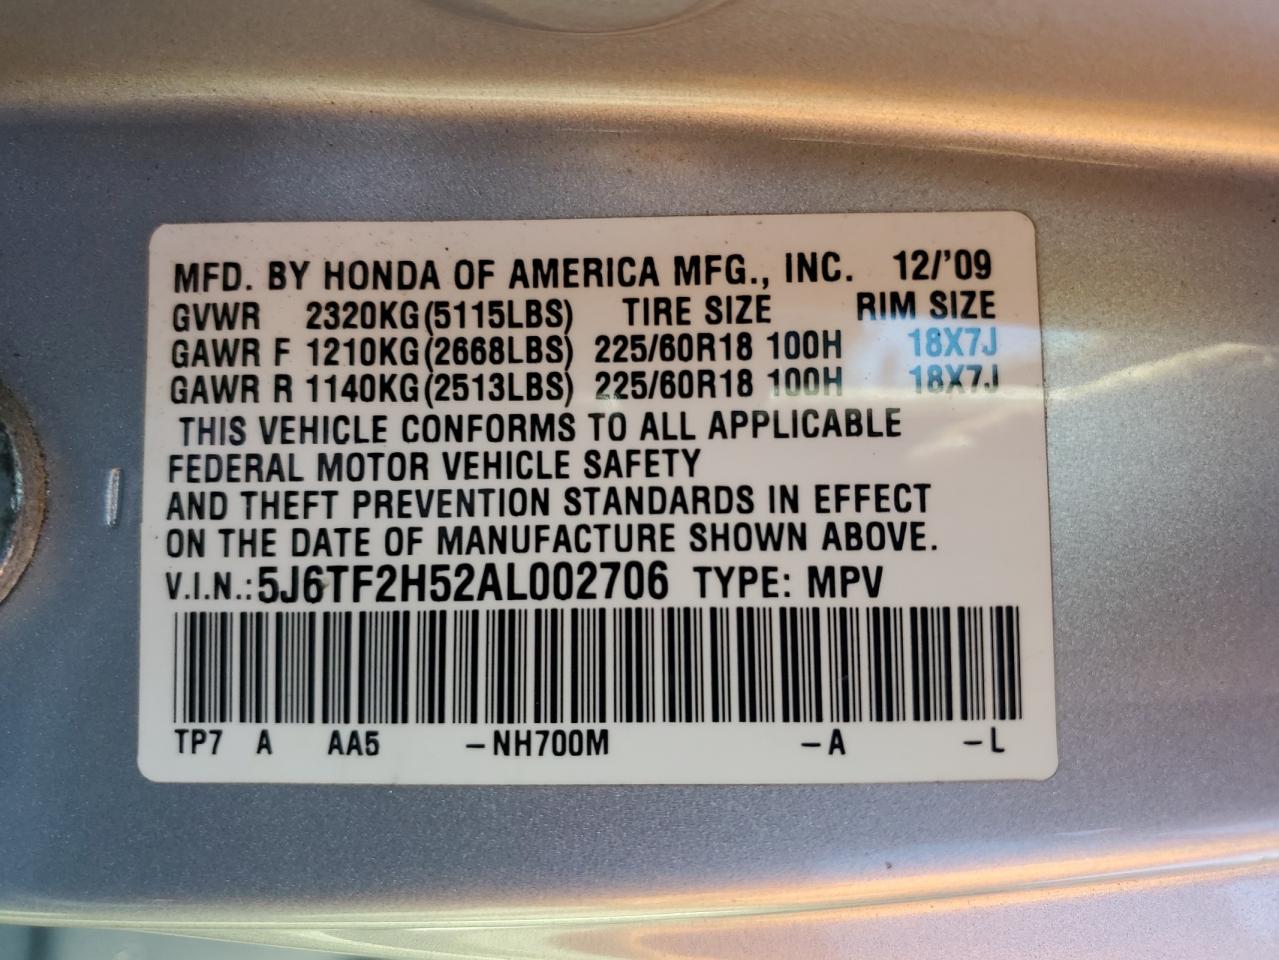 MFD. BY HONDA OF AMERICA MFG., INC. 12/'09
GVWR 2320KG(5115LBS) TIRE SIZE RIM SIZE
GAWR F 1210KG(2668LBS) 225/60R18 100H 18X7J
GAWR R 1140KG(2513LBS) 225/60R18 100H 18X7J
THIS VEHICLE CONFORMS TO ALL APPLICABLE
FEDERAL MOTOR VEHICLE SAFETY
AND THEFT PREVENTION STANDARDS IN EFFECT
ON THE DATE OF MANUFACTURE SHOWN ABOVE.
V.I.N.:5J6TF2H52AL002706 TYPE: MPV
TP7 A AA5 -NH700M -A -L